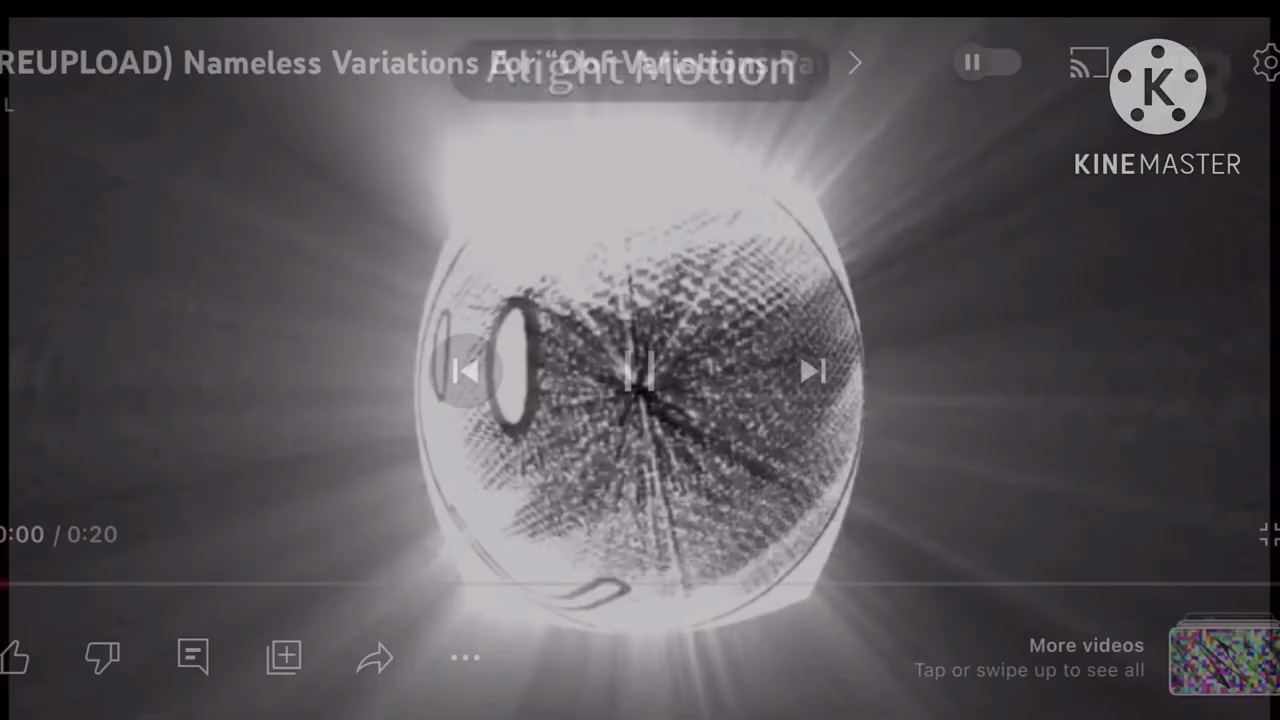 REUPLOAD) Nameless Variations For “Oof Variations Pa
Alight Motion
L
KINEMASTER
0:00 / 0:20
More videos
Tap or swipe up to see all